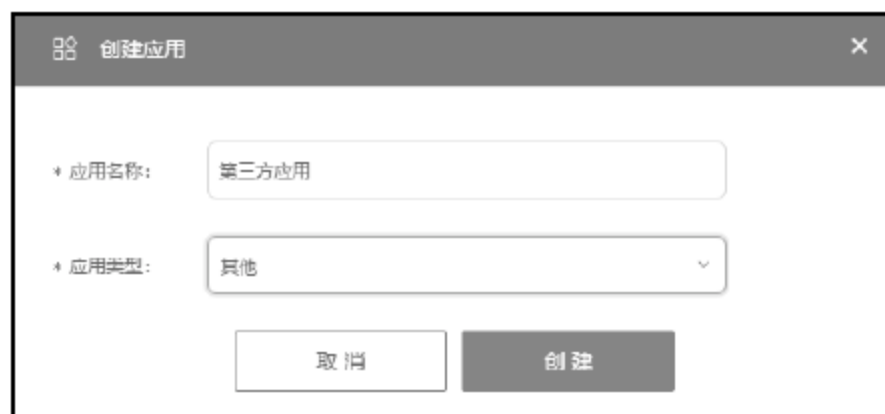 创建应用
* 应用名称：
第三方应用
* 应用类型：
其他
取消
创建